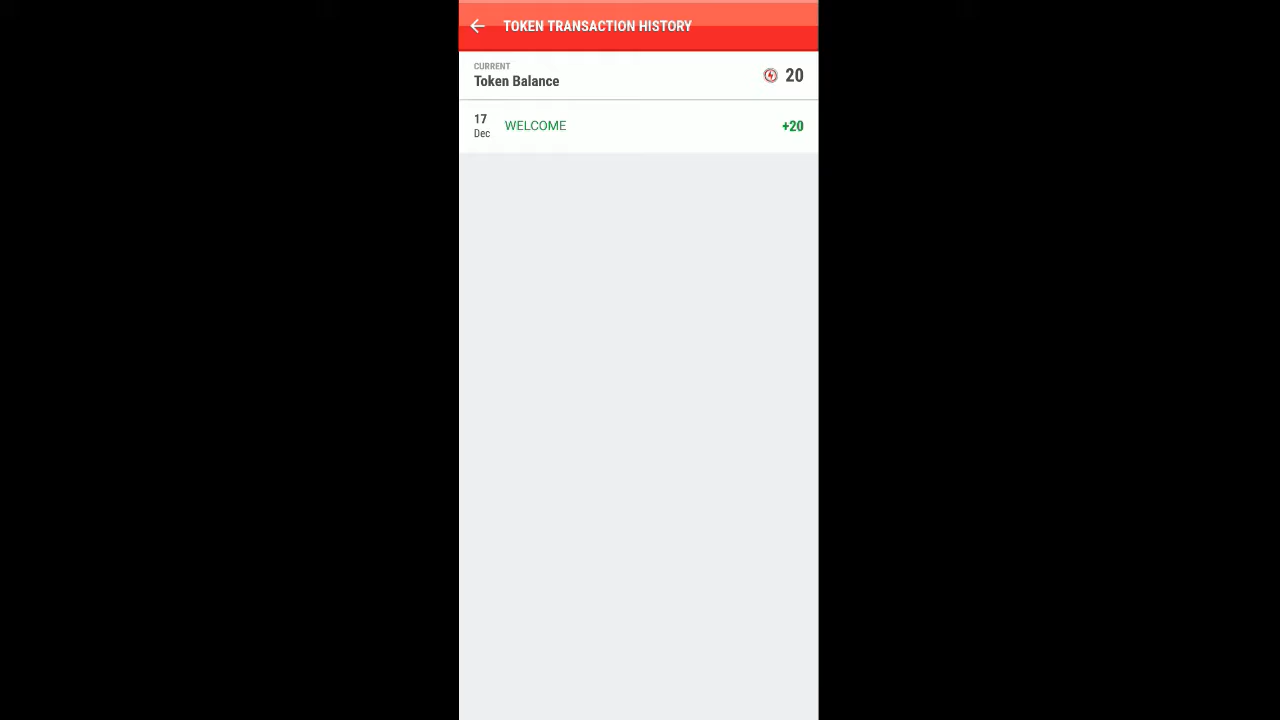 TOKEN TRANSACTION HISTORY
CURRENT
Token Balance
20
17
Dec
WELCOME
+20